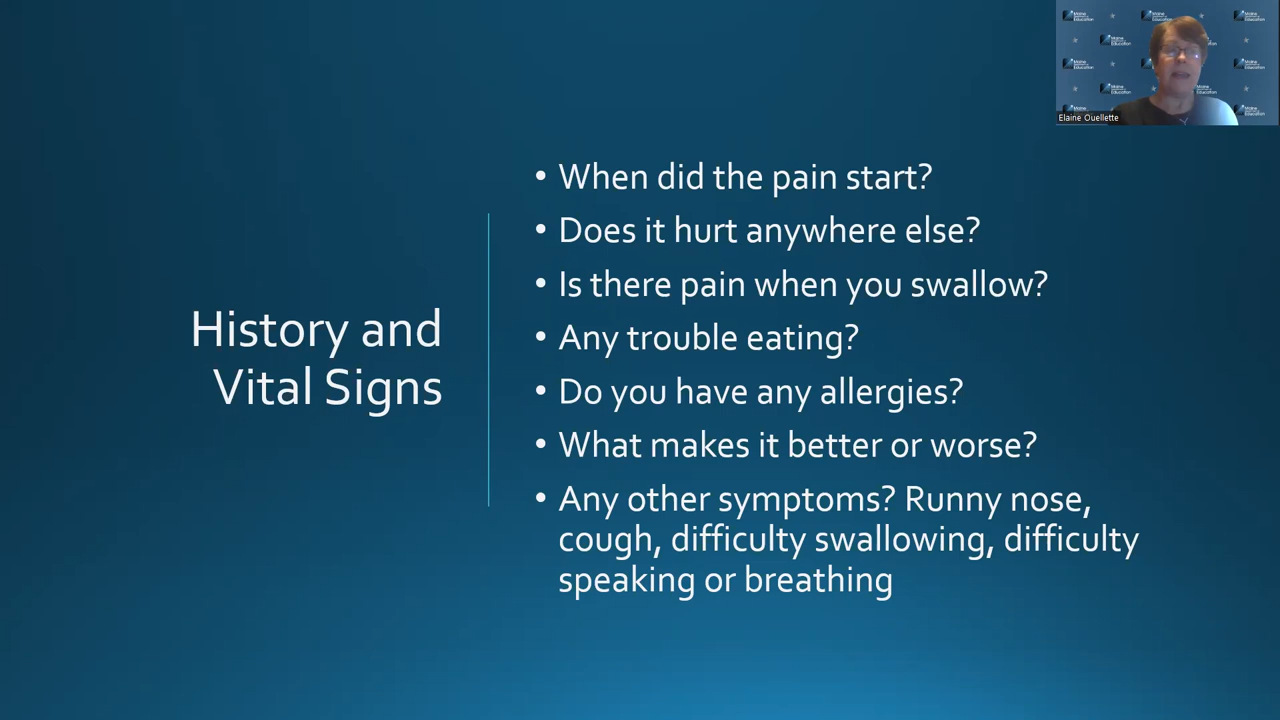 Maine
Education
Elaine Ouellette
History and
Vital Signs
• When did the pain start?
• Does it hurt anywhere else?
• Is there pain when you swallow?
• Any trouble eating?
• Do you have any allergies?
• What makes it better or worse?
• Any other symptoms? Runny nose,
cough, difficulty swallowing, difficulty
speaking or breathing